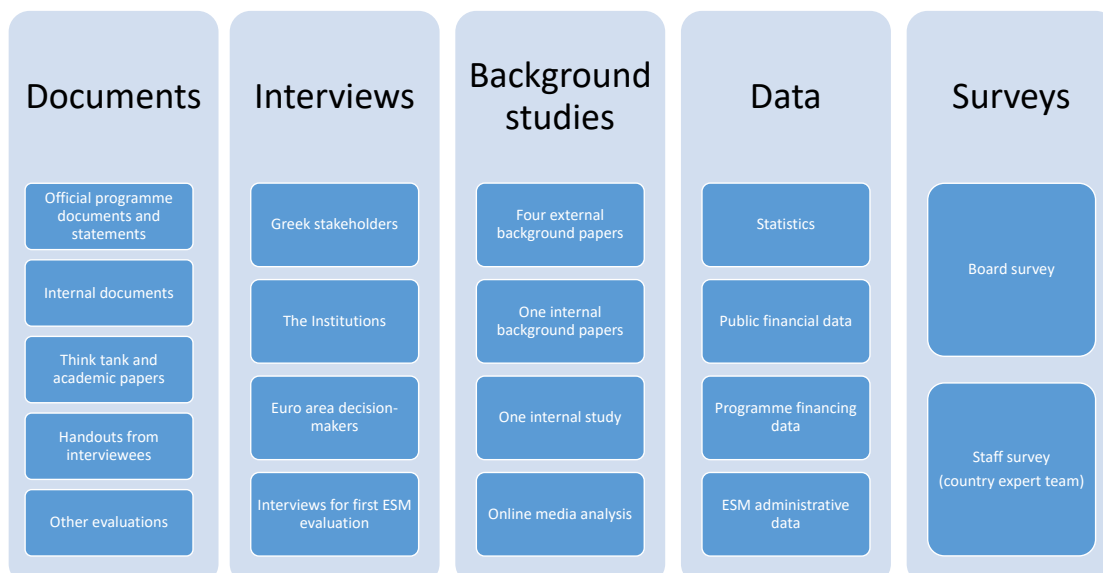 Documents
Official programme
documents and
statements
Internal documents
Think tank and
academic papers
Handouts from
interviewees
Other evaluations
Interviews
Greek stakeholders
The Institutions
Euro area decision-
makers
Interviews for first ESM
evaluation
Background
studies
Four external
background papers
One internal
background papers
One internal study
Online media analysis
Data
Statistics
Public financial data
Programme financing
data
ESM administrative
data
Surveys
Board survey
Staff survey
(country expert team)